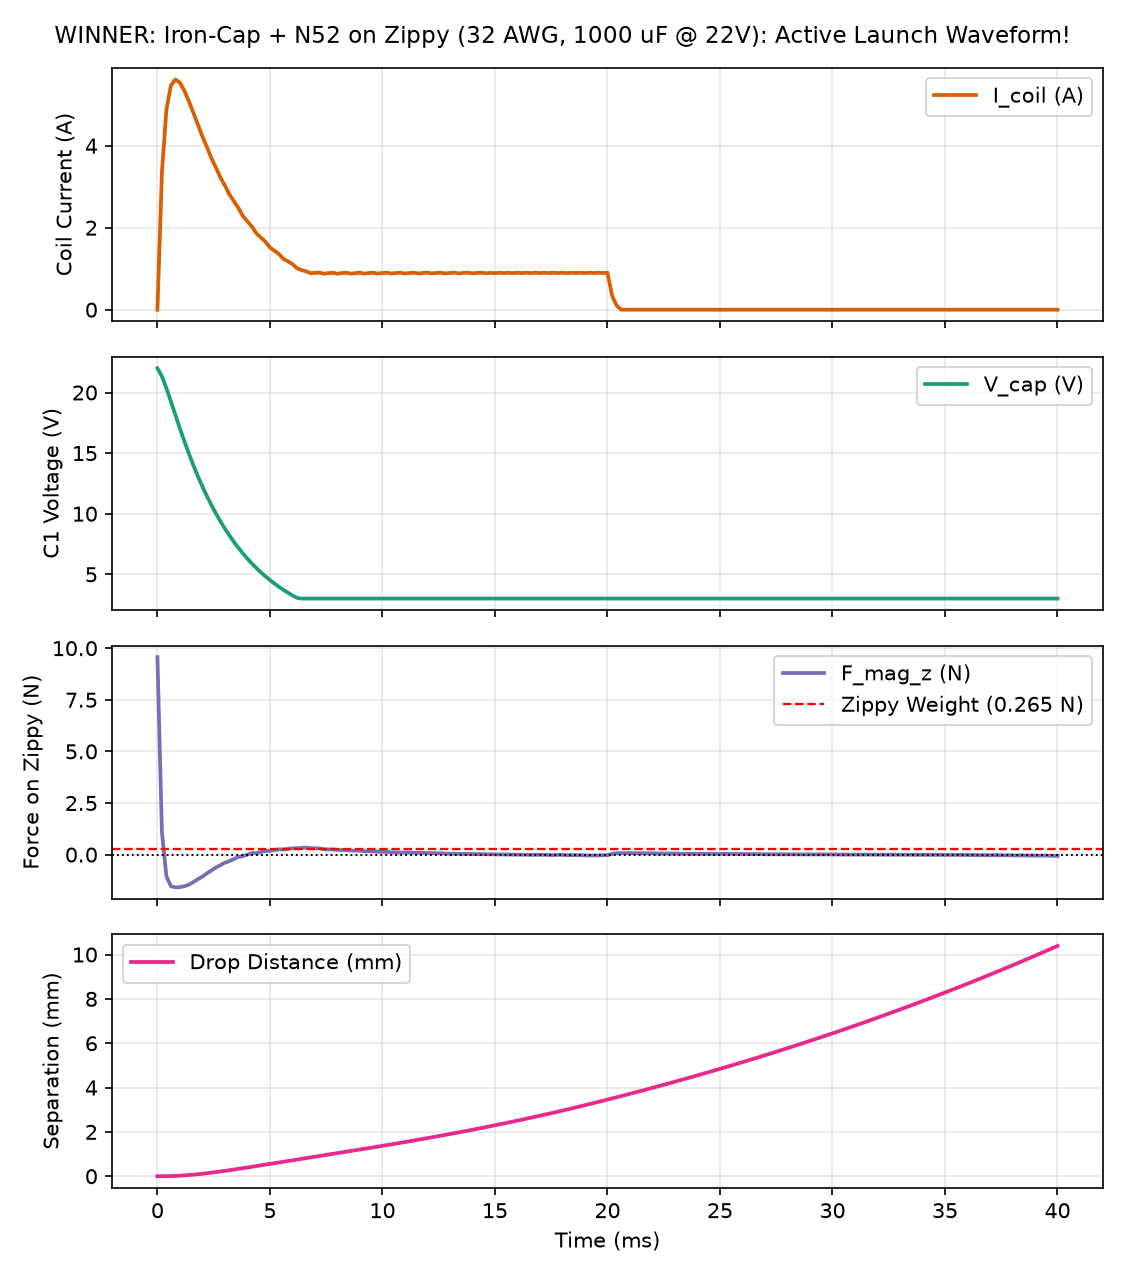 WINNER: Iron-Cap + N52 on Zippy (32 AWG, 1000 uF @ 22V): Active Launch Waveform!
Coil Current (A)
4
2
0
I_coil (A)
C1 Voltage (V)
20
15
10
5
V_cap (V)
Force on Zippy (N)
10.0
7.5
5.0
2.5
0.0
F_mag_z (N)
Zippy Weight (0.265 N)
Separation (mm)
10
8
6
4
2
0
Drop Distance (mm)
0 5 10 15 20 25 30 35 40
Time (ms)